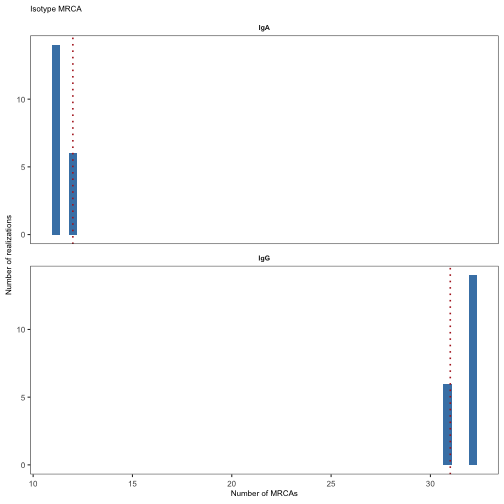 Isotype MRCA
IgA
10
5
0
Number of realizations
IgG
10
5
0
10 15 20 25 30
Number of MRCAs